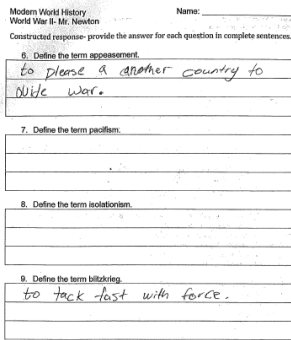 Modern World History
Name:
World War II- Mr. Newton
Constructed response- provide the answer for each question in complete sentences.
6. Define the term appeasement.
to please a another country to
avide war.
7. Define the term pacifism.
8. Define the term isolationism.
9. Define the term blitzkrieg.
to tack fast with force.